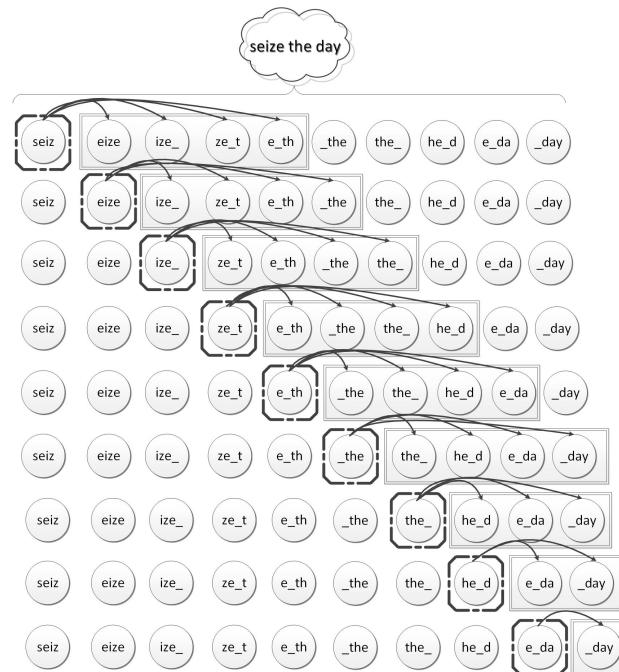 seize the day
seiz eize ize_ ze_t e_th _the the_ he_d e_da _day
seiz eize ize_ ze_t e_th _the the_ he_d e_da _day
seiz eize ize_ ze_t e_th _the the_ he_d e_da _day
seiz eize ize_ ze_t e_th _the the_ he_d e_da _day
seiz eize ize_ ze_t e_th _the the_ he_d e_da _day
seiz eize ize_ ze_t e_th _the the_ he_d e_da _day
seiz eize ize_ ze_t e_th _the the_ he_d e_da _day
seiz eize ize_ ze_t e_th _the the_ he_d e_da _day
seiz eize ize_ ze_t e_th _the the_ he_d e_da _day